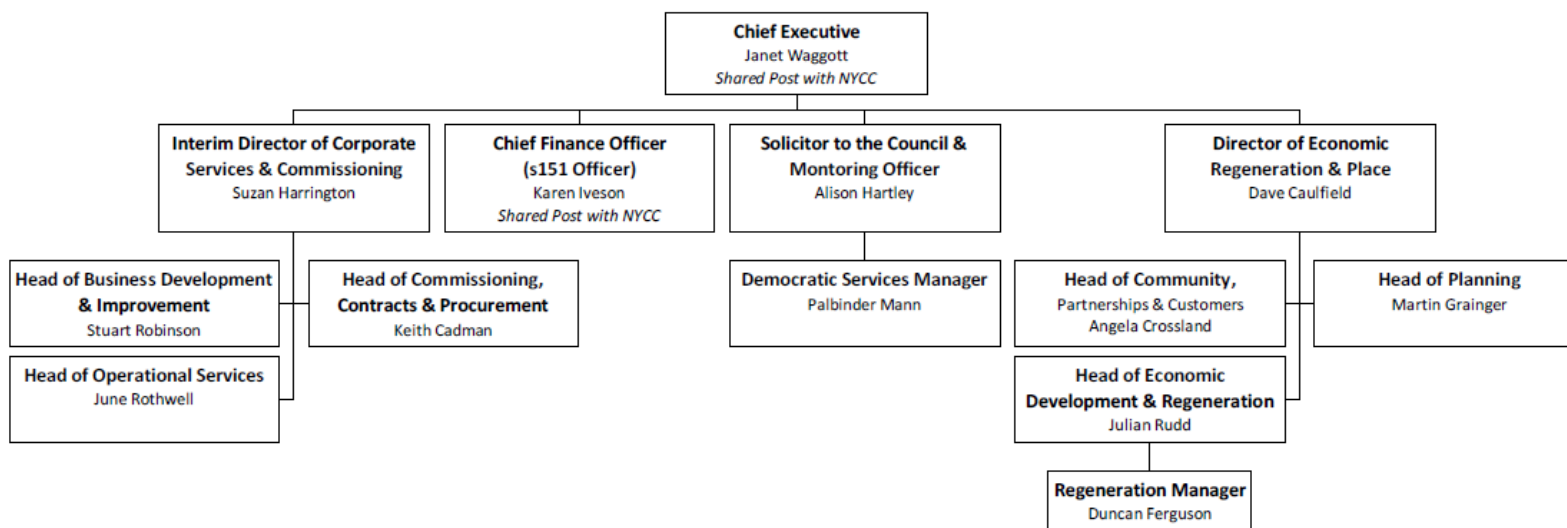 Chief Executive
Janet Waggott
Shared Post with NYCC
Interim Director of Corporate
Services & Commissioning
Suzan Harrington
Chief Finance Officer
(s151 Officer)
Karen Iveson
Shared Post with NYCC
Solicitor to the Council &
Montoring Officer
Alison Hartley
Director of Economic
Regeneration & Place
Dave Caulfield
Head of Business Development
& Improvement
Stuart Robinson
Head of Commissioning,
Contracts & Procurement
Keith Cadman
Democratic Services Manager
Palbinder Mann
Head of Community,
Partnerships & Customers
Angela Crossland
Head of Planning
Martin Grainger
Head of Operational Services
June Rothwell
Head of Economic
Development & Regeneration
Julian Rudd
Regeneration Manager
Duncan Ferguson